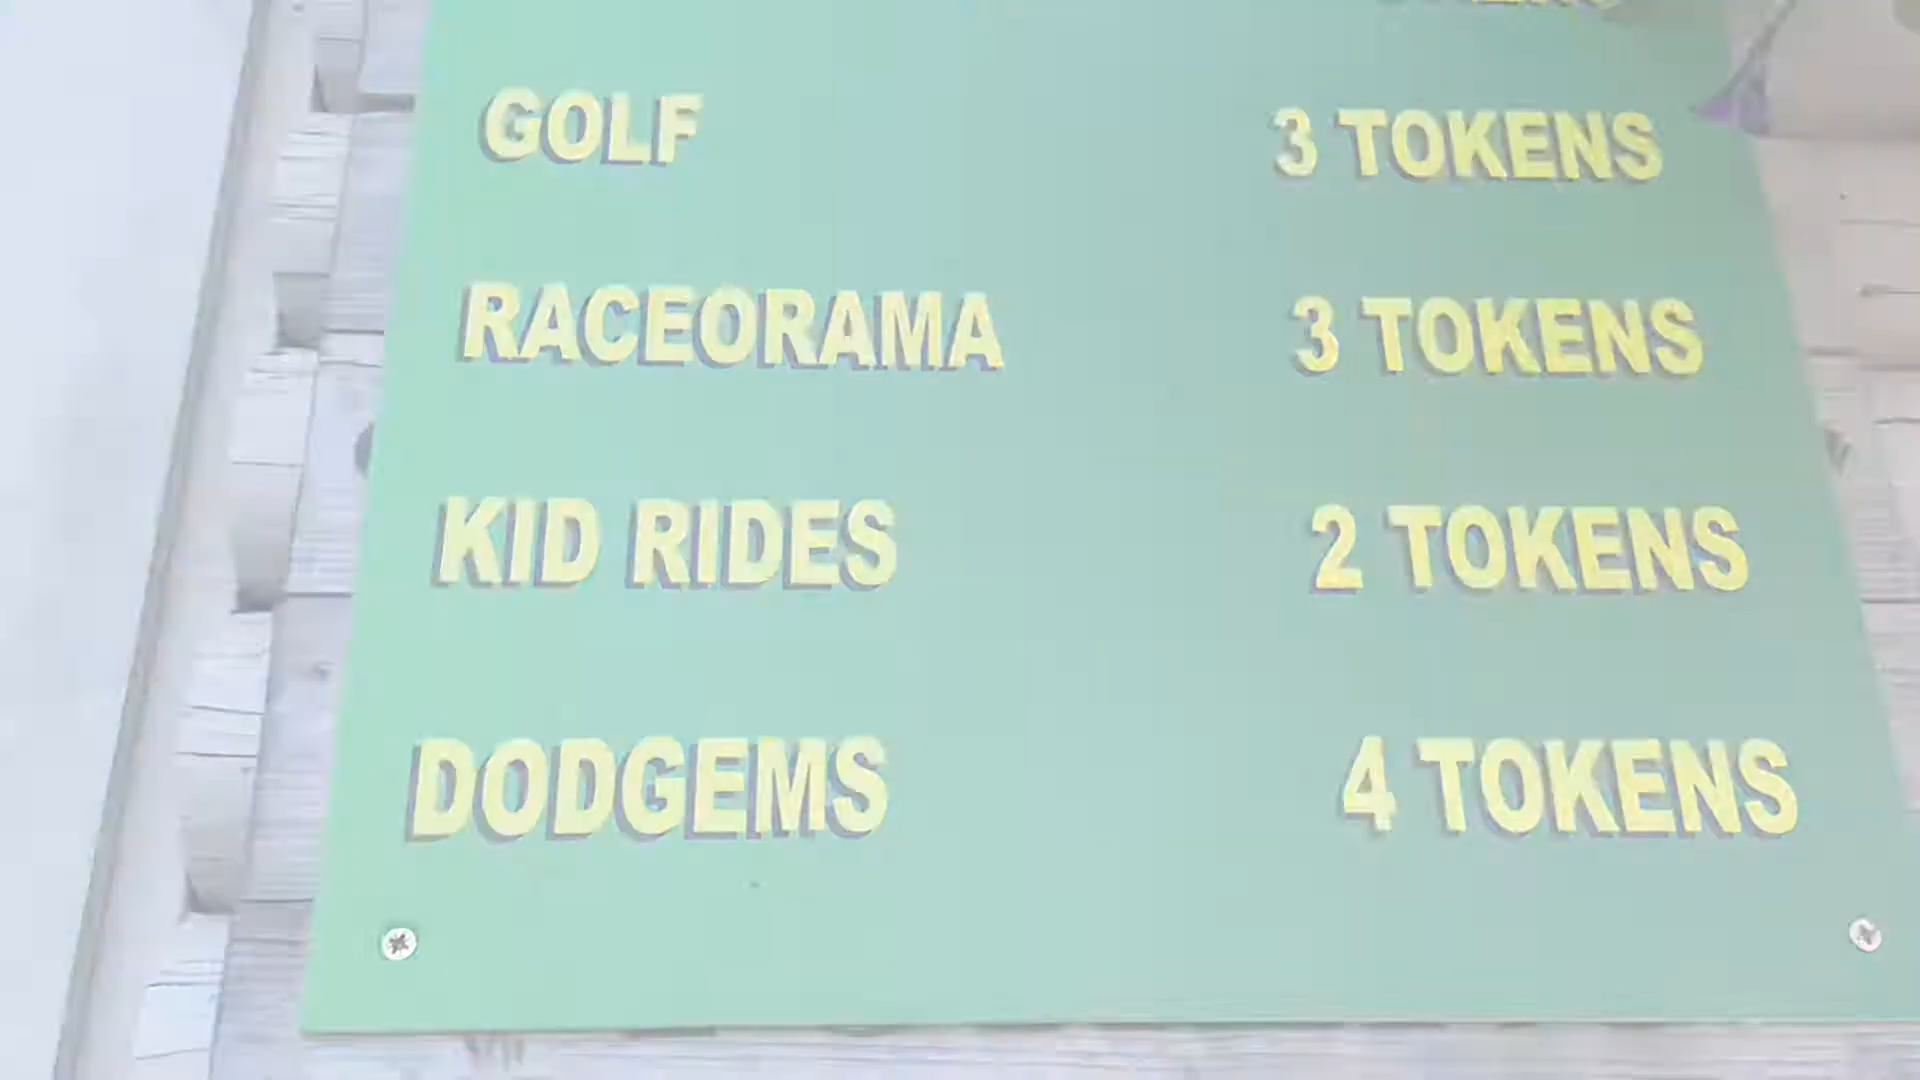 GOLF 3 TOKENS
RACEORAMA 3 TOKENS
KID RIDES 2 TOKENS
DODGEMS 4 TOKENS